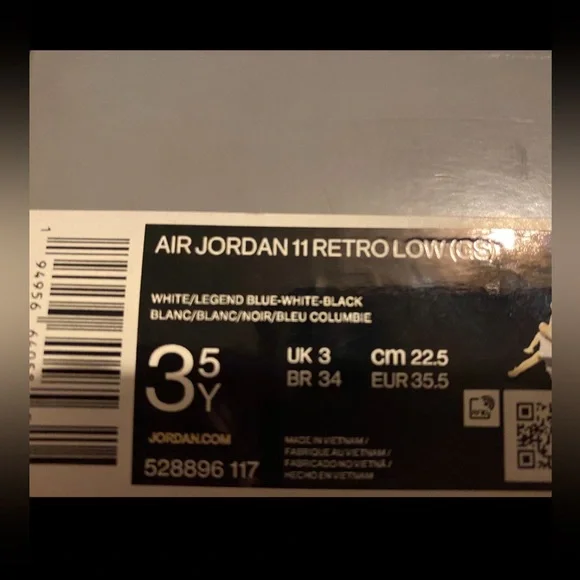 AIR JORDAN 11 RETRO LOW (GS)
WHITE/LEGEND BLUE-WHITE-BLACK
BLANC/BLANC/NOIR/BLEU COLUMBIE
3 5 Y
UK 3 CM 22.5
BR 34 EUR 35.5
JORDAN.COM
528896 117
MADE IN VIETNAM /
FABRIQUE AU VIETNAM /
FABRICADO NO VIETNÃ /
HECHO EN VIETNAM
1 94956